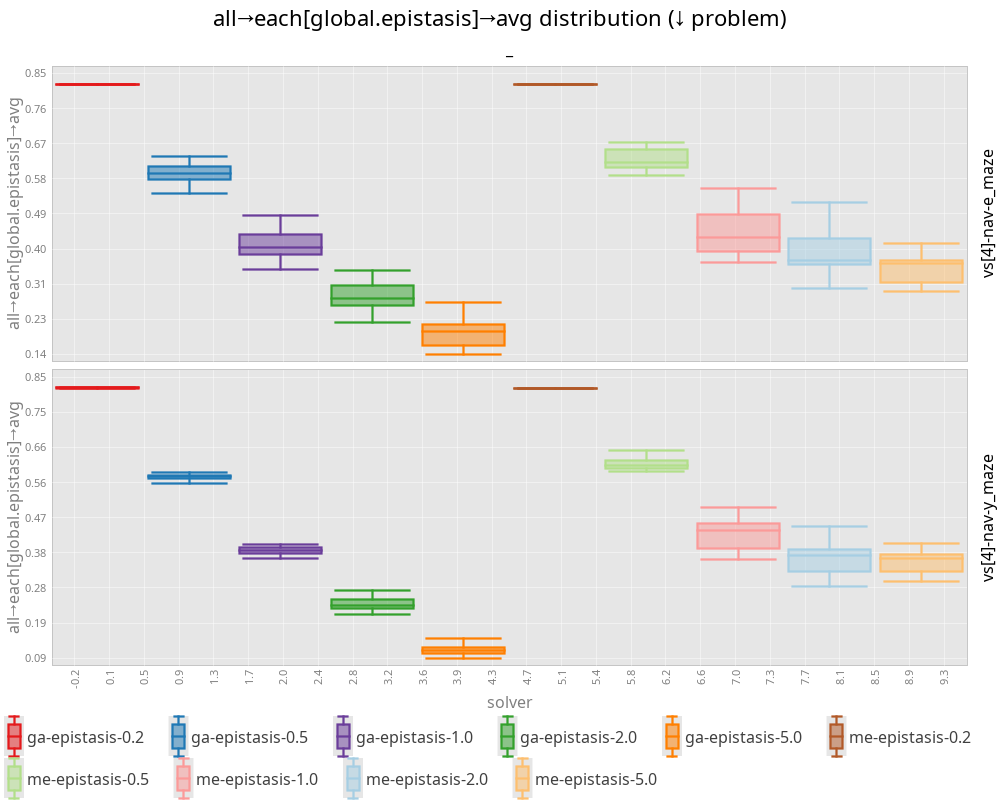 all→each[global.epistasis]→avg distribution (↓ problem)
–
all→each[global.epistasis]→avg
0.85
0.76
0.67
0.58
0.49
0.40
0.31
0.23
0.14
vs[4]-nav-e_maze
all→each[global.epistasis]→avg
0.85
0.75
0.66
0.56
0.47
0.38
0.28
0.19
0.09
vs[4]-nav-y_maze
-0.2 0.1 0.5 0.9 1.3 1.7 2.0 2.4 2.8 3.2 3.6 3.9 4.3 4.7 5.1 5.4 5.8 6.2 6.6 7.0 7.3 7.7 8.1 8.5 8.9 9.3
solver
ga-epistasis-0.2 ga-epistasis-0.5 ga-epistasis-1.0 ga-epistasis-2.0 ga-epistasis-5.0 me-epistasis-0.2
me-epistasis-0.5 me-epistasis-1.0 me-epistasis-2.0 me-epistasis-5.0